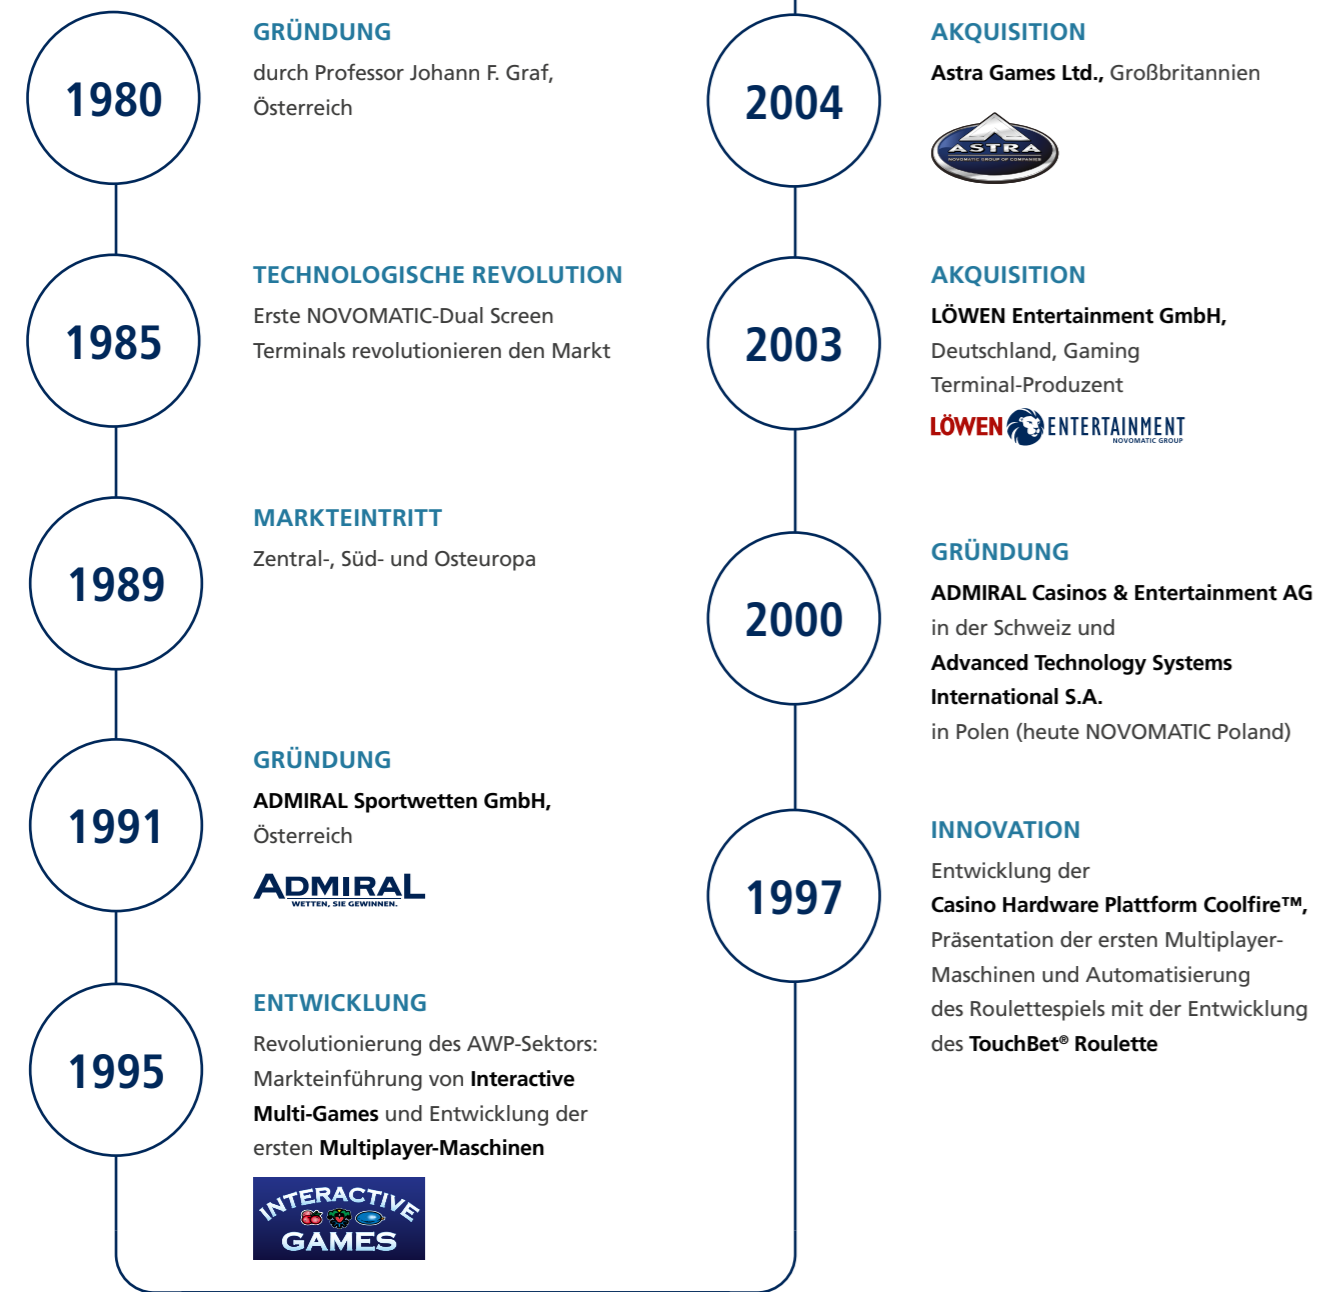 1980
GRÜNDUNG
durch Professor Johann F. Graf,
Österreich
1985
TECHNOLOGISCHE REVOLUTION
Erste NOVOMATIC-Dual Screen
Terminals revolutionieren den Markt
1989
MARKTEINTRITT
Zentral-, Süd- und Osteuropa
1991
GRÜNDUNG
ADMIRAL Sportwetten GmbH,
Österreich
ADMIRAL
WETTEN, SIE GEWINNEN.
1995
ENTWICKLUNG
Revolutionierung des AWP-Sektors:
Markteinführung von Interactive
Multi-Games und Entwicklung der
ersten Multiplayer-Maschinen
INTERACTIVE
GAMES
2004
AKQUISITION
Astra Games Ltd., Großbritannien
ASTRA
NOVOMATIC GROUP OF COMPANIES
2003
AKQUISITION
LÖWEN Entertainment GmbH,
Deutschland, Gaming
Terminal-Produzent
LÖWEN ENTERTAINMENT
NOVOMATIC GROUP
2000
GRÜNDUNG
ADMIRAL Casinos & Entertainment AG
in der Schweiz und
Advanced Technology Systems
International S.A.
in Polen (heute NOVOMATIC Poland)
1997
INNOVATION
Entwicklung der
Casino Hardware Plattform Coolfire™,
Präsentation der ersten Multiplayer-
Maschinen und Automatisierung
des Roulettespiels mit der Entwicklung
des TouchBet® Roulette